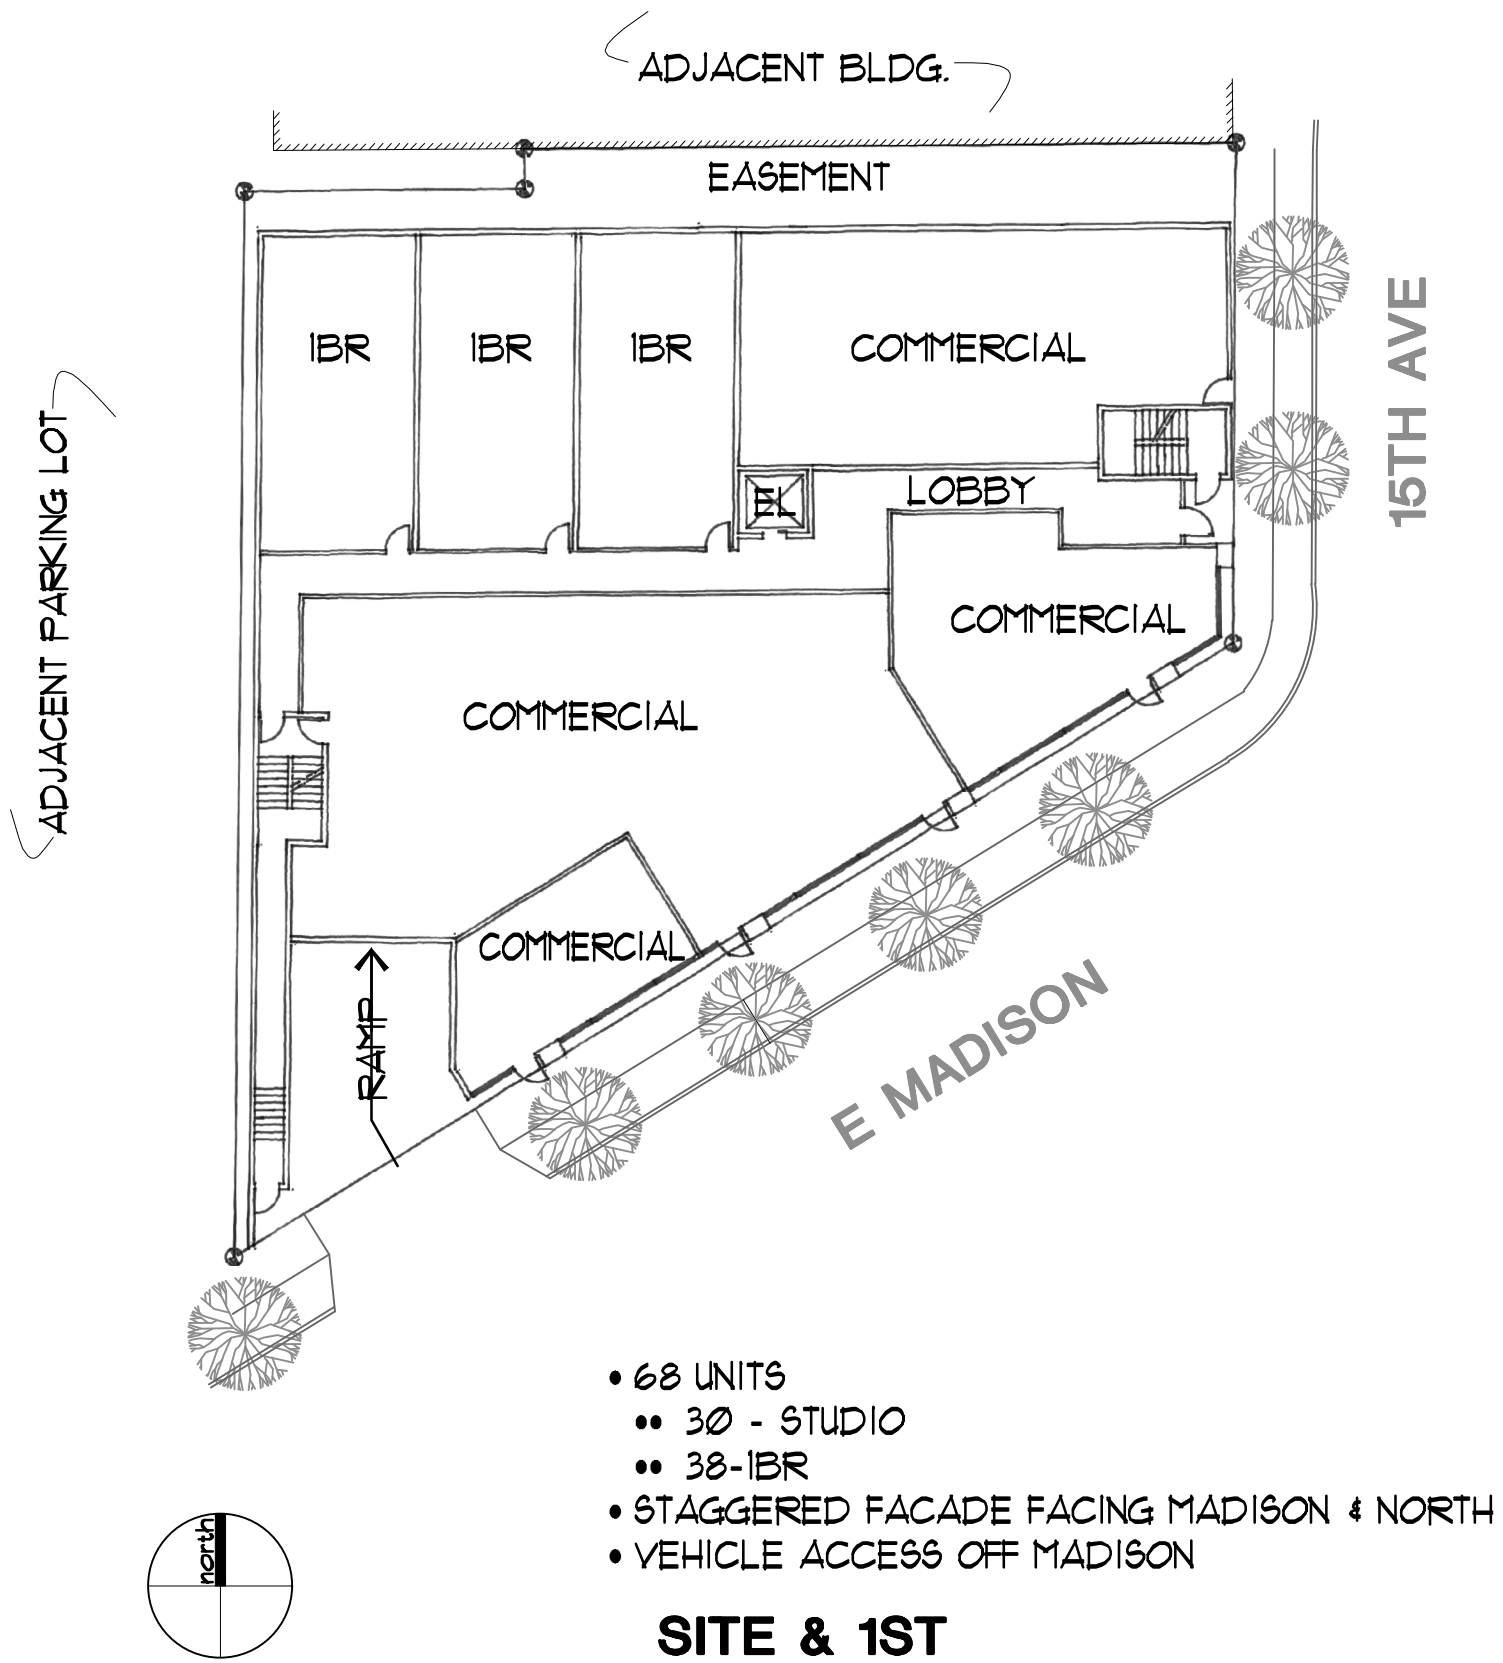 ADJACENT BLDG.
EASEMENT
1BR
1BR
1BR
COMMERCIAL
15TH AVE
ADJACENT PARKING LOT
EL
LOBBY
COMMERCIAL
COMMERCIAL
COMMERCIAL
RAMP
E MADISON
• 68 UNITS
•• 30 - STUDIO
•• 38-1BR
• STAGGERED FACADE FACING MADISON & NORTH
• VEHICLE ACCESS OFF MADISON
north
SITE & 1ST